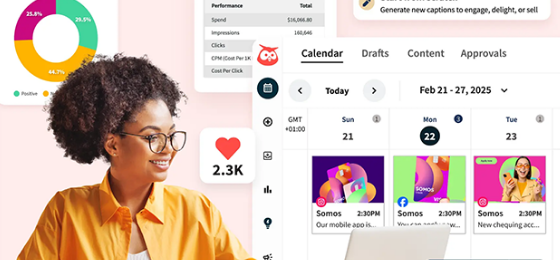 25.8%
29.5%
44.7%
Positive
Performance Total
Spend $16,066.80
Impressions 160,646
Clicks
CPM (Cost Per 1K
Cost Per Click
Generate new captions to engage, delight, or sell
2.3K
Calendar Drafts Content Approvals
Today Feb 21 - 27, 2025
GMT
+01:00
Sun 1
21
Mon 3
22
Tue 1
23
Somos 2:30PM
Our mobile app is...
Somos 2:30PM
Somos 2:30PM
New chequing acc...